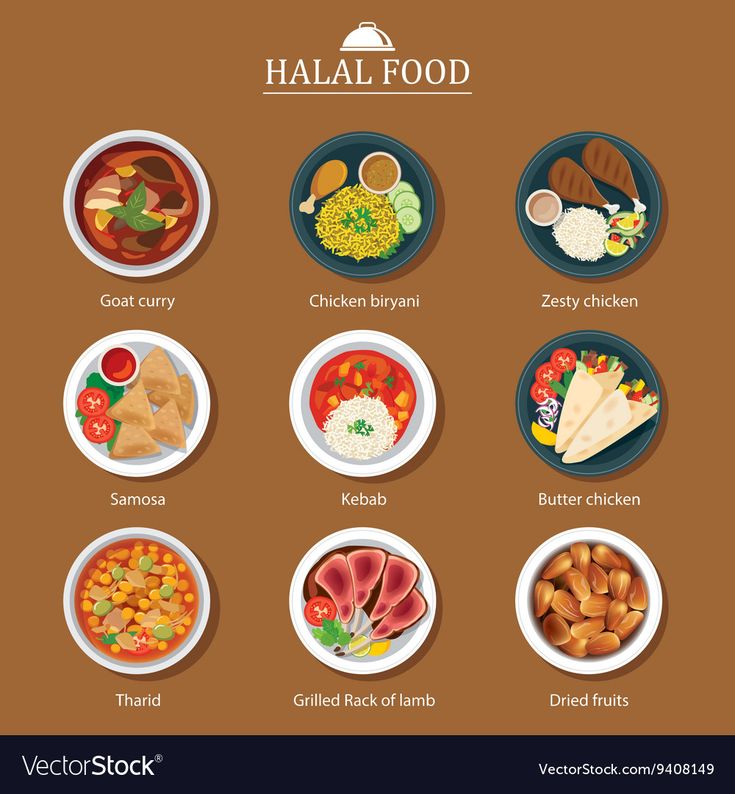 HALAL FOOD
Goat curry
Chicken biryani
Zesty chicken
Samosa
Kebab
Butter chicken
Tharid
Grilled Rack of lamb
Dried fruits
VectorStock®
VectorStock.com/9408149